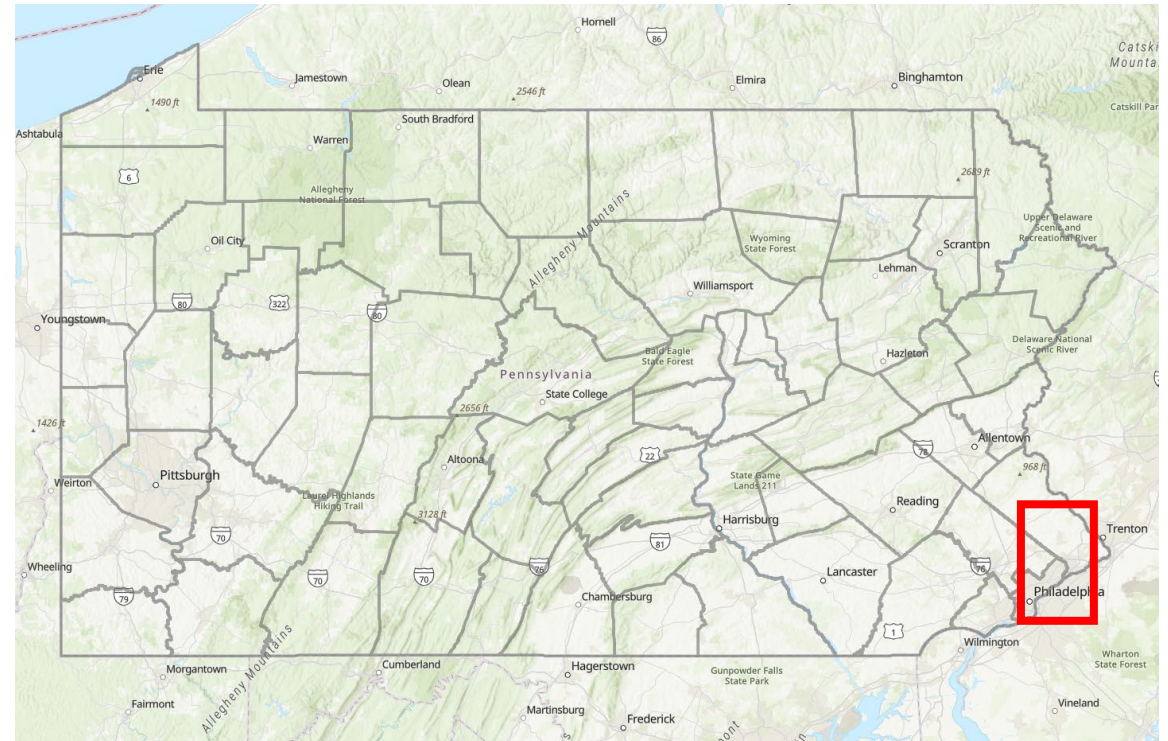 Hornell
86
Catski
Mounta
Erie
Jamestown
Olean
Elmira
Binghamton
1490 ft
2546 ft
Catskill Par
South Bradford
Ashtabula
Warren
6
2689 ft
Allegheny
National Forest
Allegheny Mountains
Upper Delaware
Scenic and
Recreational River
Oil City
Wyoming
State Forest
Scranton
Lehman
Williamsport
80
322
80
Youngstown
Delaware National
Scenic River
Bald Eagle
State Forest
Hazleton
Pennsylvania
State College
2656 ft
1426 ft
Allentown
22
78
Altoona
968 ft
Pittsburgh
State Game
Lands 211
Weirton
Laurel Highlands
Hiking Trail
Reading
3128 ft
Harrisburg
Trenton
70
81
Wheeling
70
70
76
76
Lancaster
79
Chambersburg
Philadelphia
1
Wilmington
Allegheny Mountains
Morgantown
Cumberland
Hagerstown
Gunpowder Falls
State Park
Wharton
State Forest
Fairmont
Martinsburg
Frederick
Vineland
mont